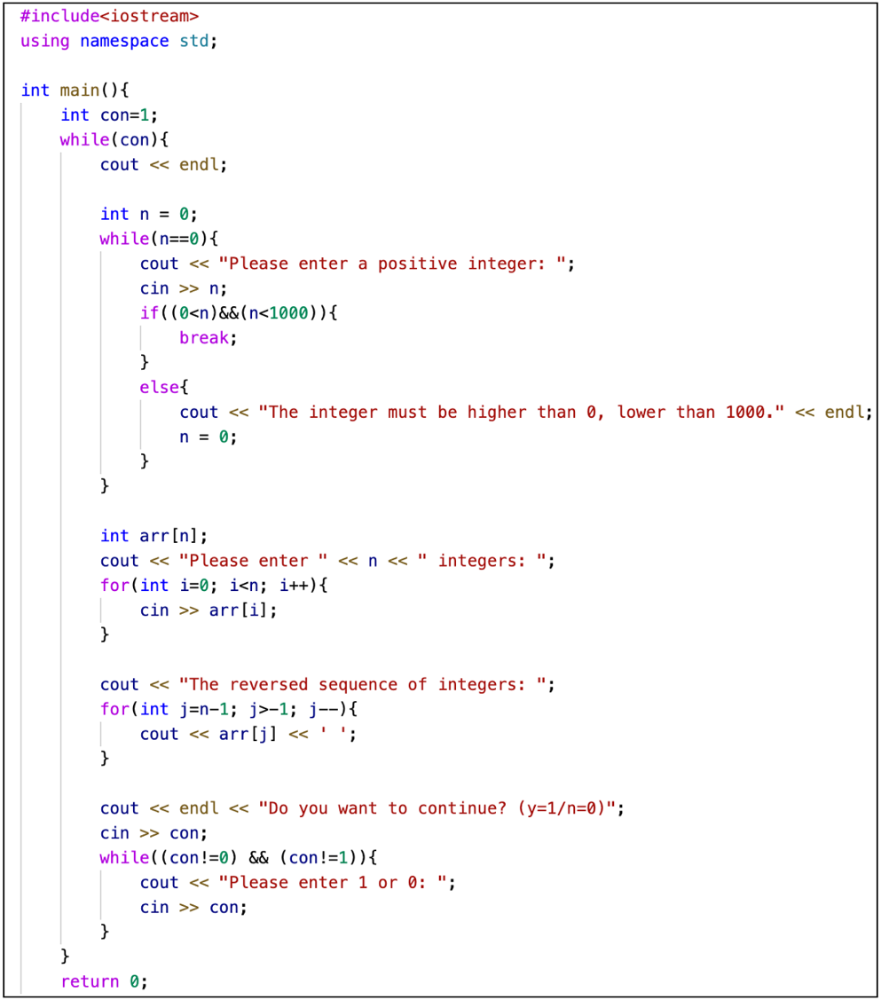 #include<iostream>
using namespace std;

int main(){
    int con=1;
    while(con){
        cout << endl;

        int n = 0;
        while(n==0){
            cout << "Please enter a positive integer: ";
            cin >> n;
            if((0<n)&&(n<1000)){
                break;
            }
            else{
                cout << "The integer must be higher than 0, lower than 1000." << endl;
                n = 0;
            }
        }

        int arr[n];
        cout << "Please enter " << n << " integers: ";
        for(int i=0; i<n; i++){
            cin >> arr[i];
        }

        cout << "The reversed sequence of integers: ";
        for(int j=n-1; j>-1; j--){
            cout << arr[j] << ' ';
        }

        cout << endl << "Do you want to continue? (y=1/n=0)";
        cin >> con;
        while((con!=0) && (con!=1)){
            cout << "Please enter 1 or 0: ";
            cin >> con;
        }
    }
    return 0;